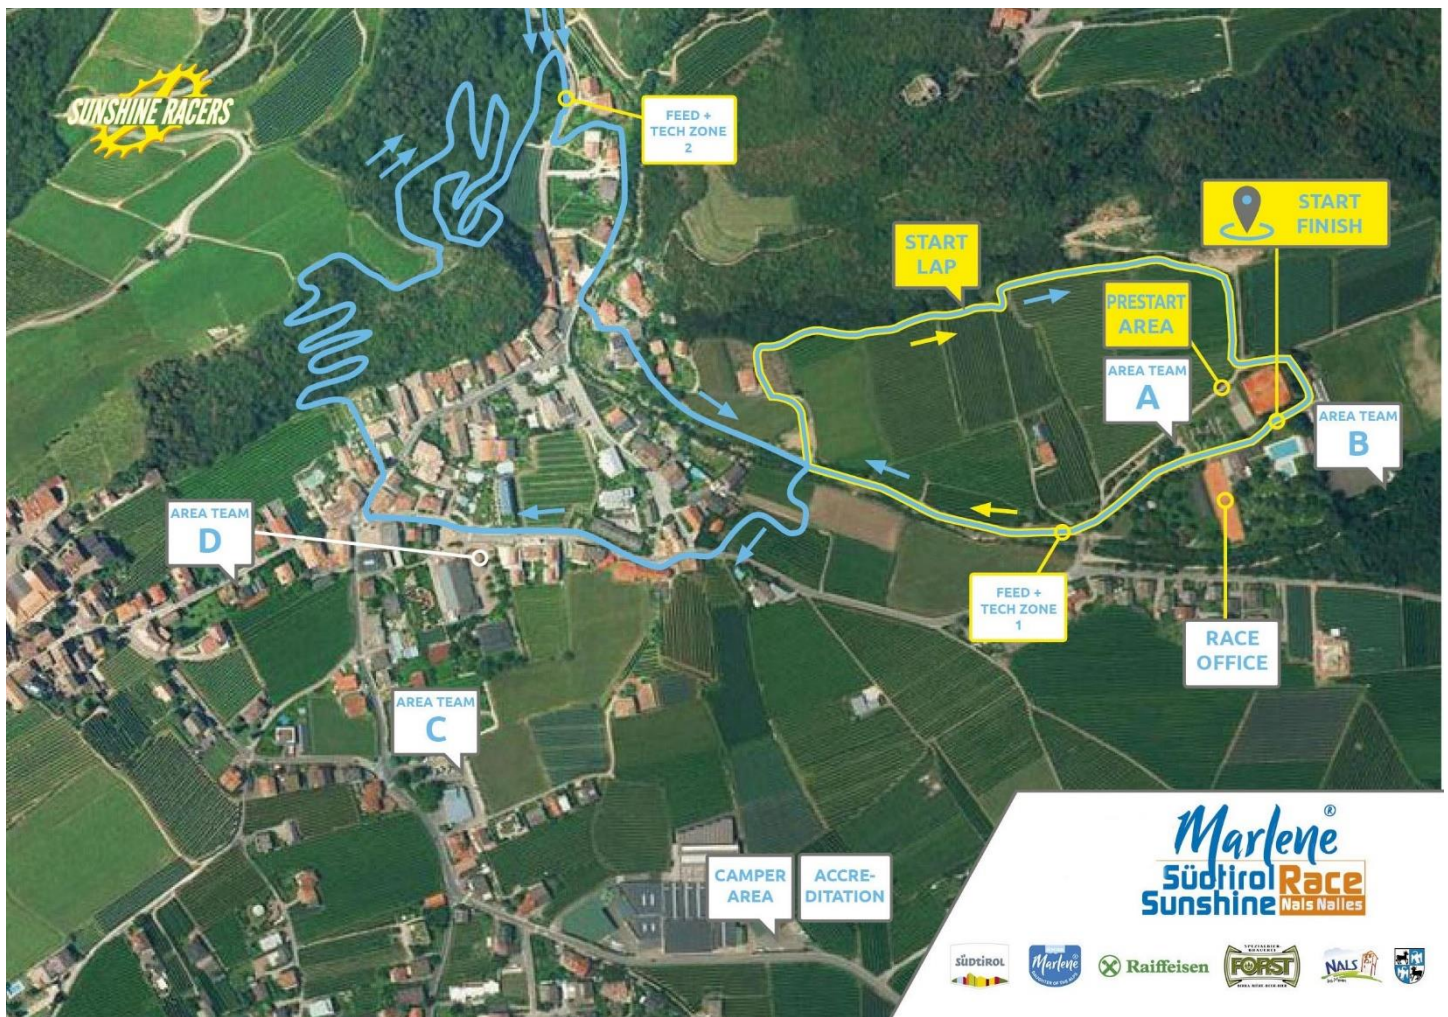 SUNSHINE RACERS
FEED +
TECH ZONE
2
START
FINISH
START
LAP
PRESTART
AREA
AREA TEAM
A
AREA TEAM
B
AREA TEAM
D
FEED +
TECH ZONE
1
RACE
OFFICE
AREA TEAM
C
CAMPER
AREA
ACCRE-
DITATION
Marlene®
Südtirol Race
Sunshine Nals Nalles
SÜDTIROL
Marlene®
Raiffeisen
SPEZIALBIER-
BRAUEREI
FORST
NALS